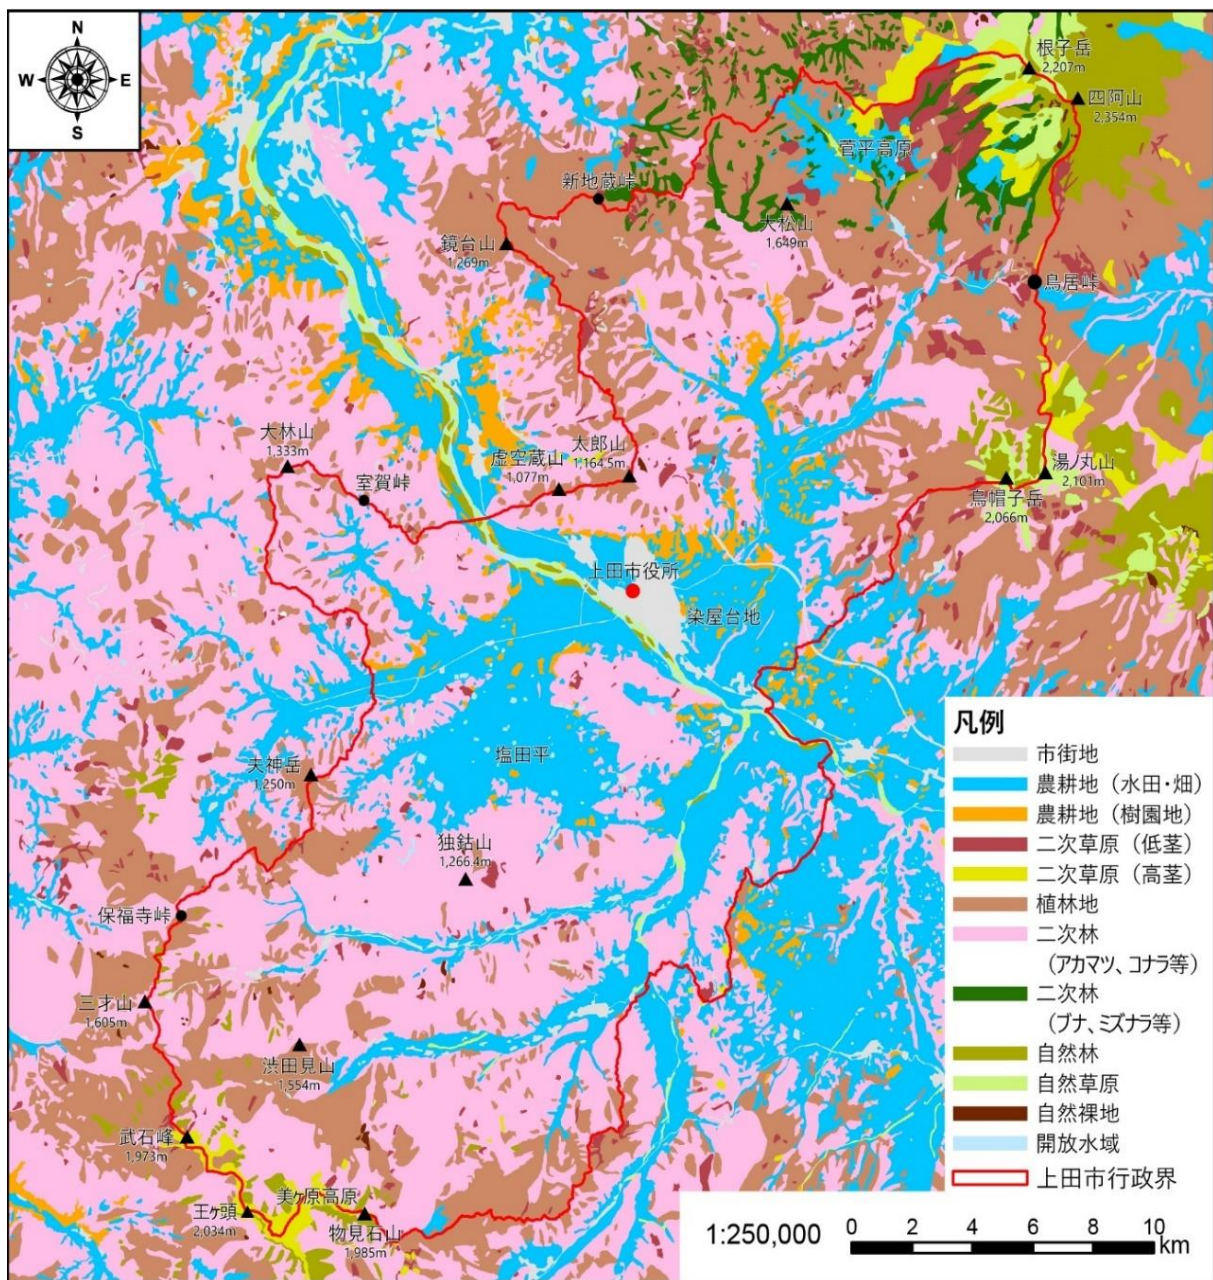 N
W E
S
根子岳
2,207m
四阿山
2,354m
菅平高原
新地蔵峠
大松山
1,649m
鏡台山
1,269m
鳥居峠
大林山
1,333m
室賀峠
太郎山
1,164.5m
虚空蔵山
1,077m
湯ノ丸山
2,101m
烏帽子岳
2,066m
上田市役所
染屋台地
塩田平
夫神岳
1,250m
独鈷山
1,266.4m
保福寺峠
三才山
1,605m
渋田見山
1,554m
武石峰
1,973m
王ヶ頭
2,034m
美ヶ原高原
物見石山
1,985m
凡例
市街地
農耕地（水田・畑）
農耕地（樹園地）
二次草原（低茎）
二次草原（高茎）
植林地
二次林
（アカマツ、コナラ等）
二次林
（ブナ、ミズナラ等）
自然林
自然草原
自然裸地
開放水域
上田市行政界
1:250,000
0 2 4 6 8 10
km